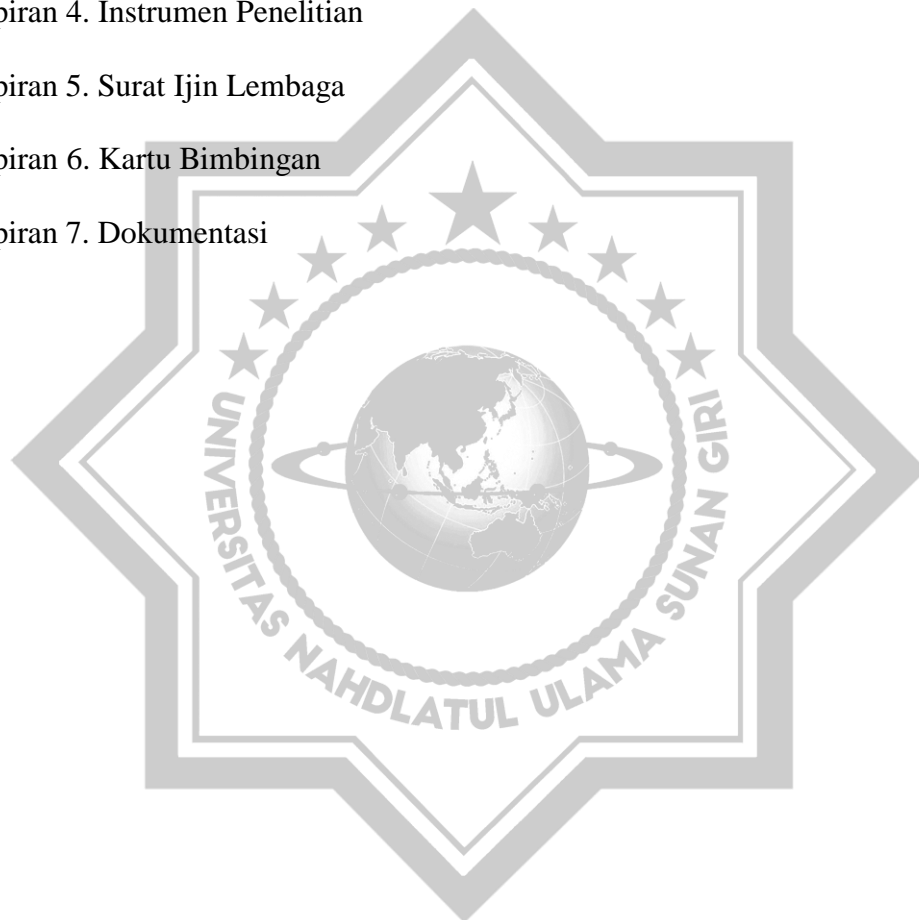 piran 4. Instrumen Penelitian
piran 5. Surat Ijin Lembaga
piran 6. Kartu Bimbingan
piran 7. Dokumentasi
UNIVERSITAS NAHDLATUL ULAMA SUNAN GIRI